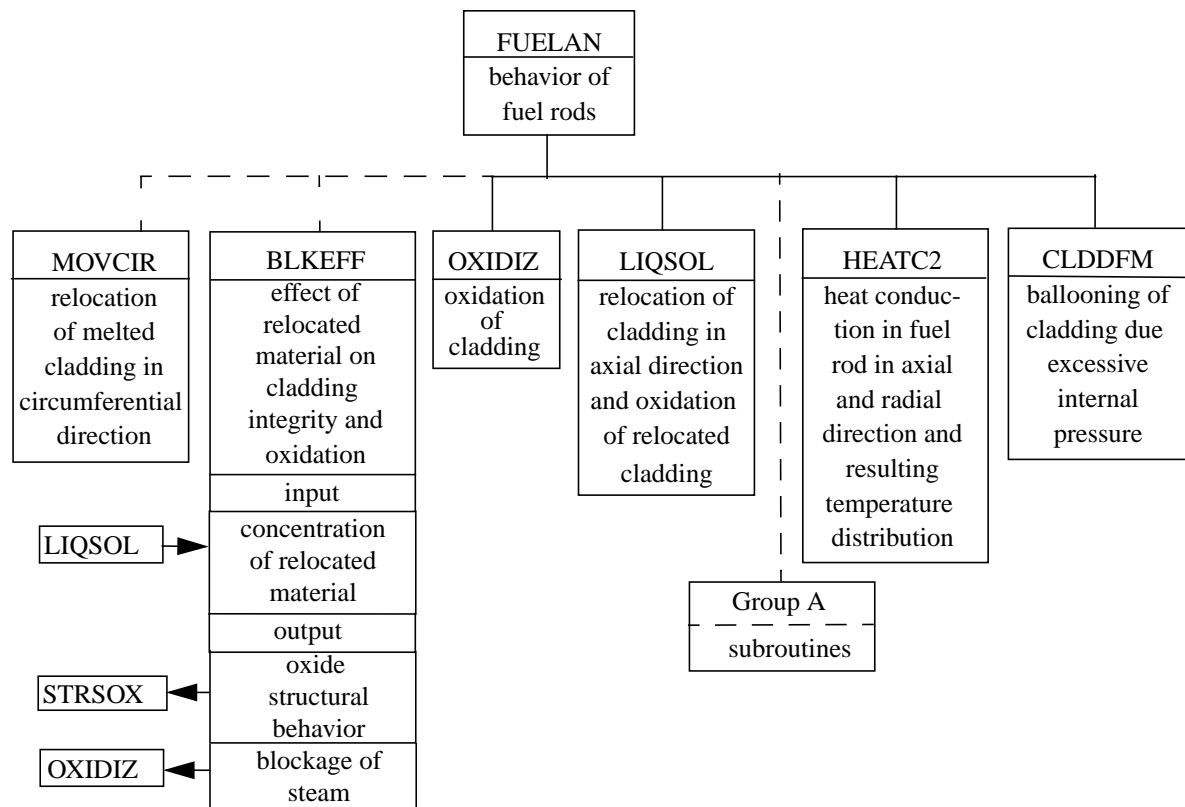 FUELAN
behavior of
fuel rods
MOVCIR
relocation
of melted
cladding in
circumferential
direction
BLKEFF
effect of
relocated
material on
cladding
integrity and
oxidation
input
concentration
of relocated
material
output
oxide
structural
behavior
blockage of
steam
LIQSOL
STRSOX
OXIDIZ
OXIDIZ
oxidation
of
cladding
LIQSOL
relocation of
cladding in
axial direction
and oxidation
of relocated
cladding
HEATC2
heat conduc-
tion in fuel
rod in axial
and radial
direction and
resulting
temperature
distribution
CLDDFM
ballooning of
cladding due
excessive
internal
pressure
Group A
subroutines